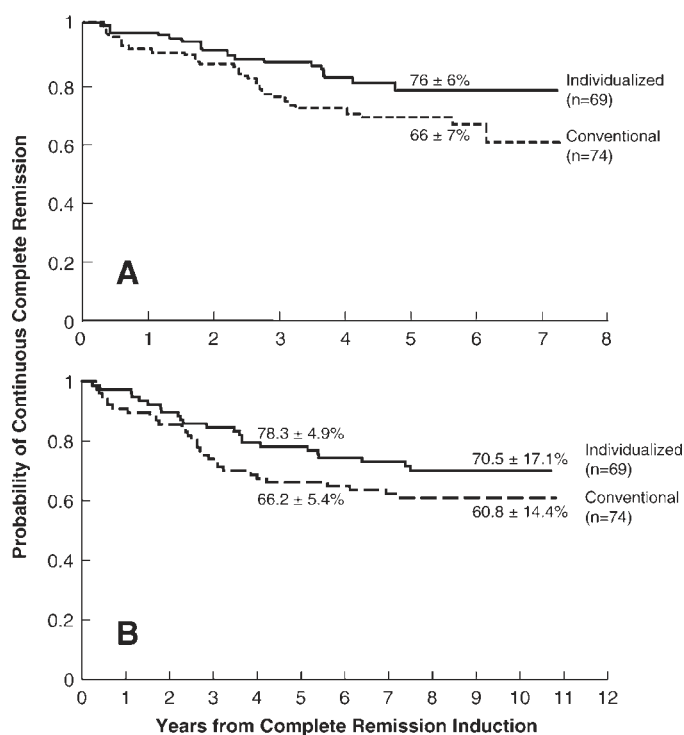 Probability of Continuous Complete Remission
1
0.8
0.6
0.4
0.2
0
76 ± 6%
66 ± 7%
Individualized
(n=69)
Conventional
(n=74)
A
0 1 2 3 4 5 6 7 8
1
0.8
0.6
0.4
0.2
0
78.3 ± 4.9%
66.2 ± 5.4%
70.5 ± 17.1%
60.8 ± 14.4%
Individualized
(n=69)
Conventional
(n=74)
B
0 1 2 3 4 5 6 7 8 9 10 11 12
Years from Complete Remission Induction